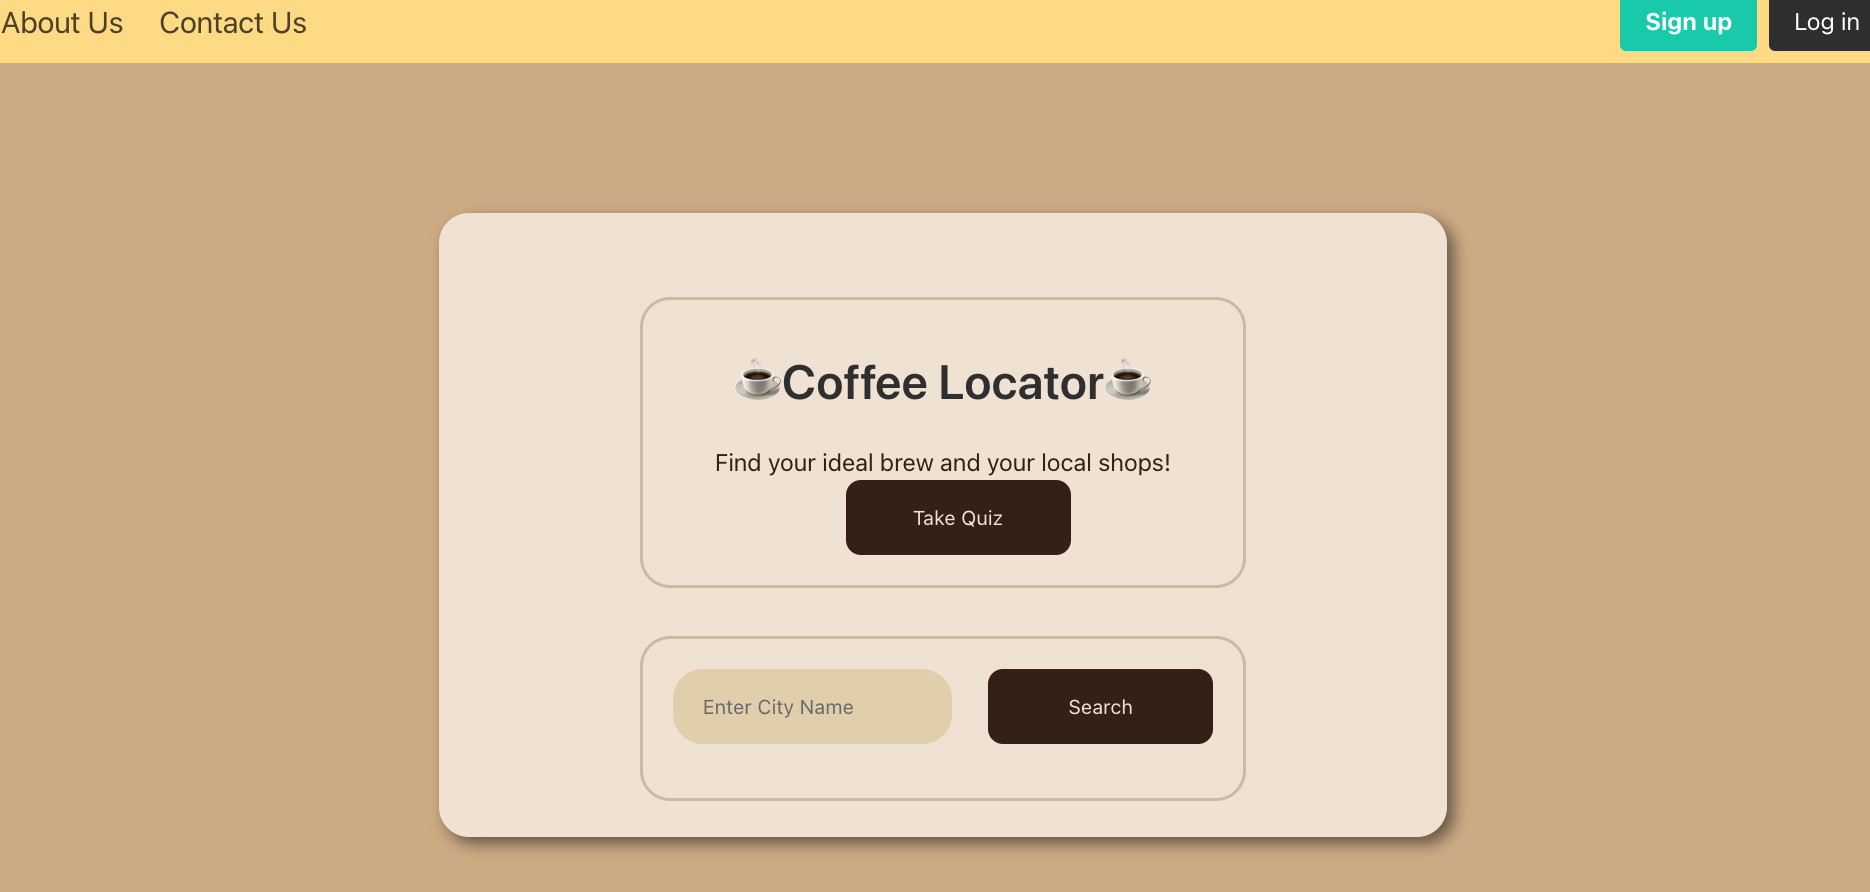 About Us Contact Us Sign up Log in
☕Coffee Locator☕
Find your ideal brew and your local shops!
Take Quiz
Enter City Name Search